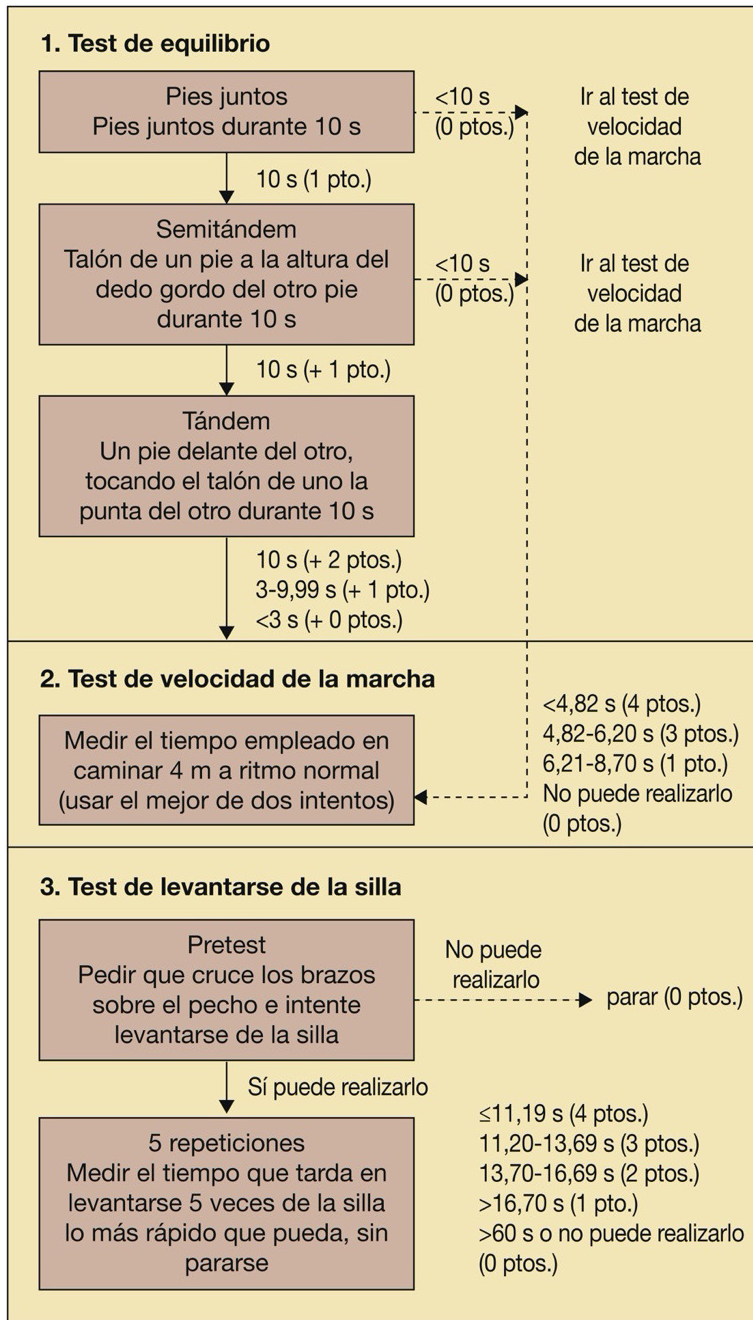 1. Test de equilibrio
Pies juntos
Pies juntos durante 10 s
<10 s
(0 ptos.)
Ir al test de
velocidad
de la marcha
10 s (1 pto.)
Semitándem
Talón de un pie a la altura del
dedo gordo del otro pie
durante 10 s
<10 s
(0 ptos.)
Ir al test de
velocidad
de la marcha
10 s (+ 1 pto.)
Tándem
Un pie delante del otro,
tocando el talón de uno la
punta del otro durante 10 s
10 s (+ 2 ptos.)
3-9,99 s (+ 1 pto.)
<3 s (+ 0 ptos.)
2. Test de velocidad de la marcha
Medir el tiempo empleado en
caminar 4 m a ritmo normal
(usar el mejor de dos intentos)
<4,82 s (4 ptos.)
4,82-6,20 s (3 ptos.)
6,21-8,70 s (1 pto.)
No puede realizarlo
(0 ptos.)
3. Test de levantarse de la silla
Pretest
Pedir que cruce los brazos
sobre el pecho e intente
levantarse de la silla
No puede
realizarlo
parar (0 ptos.)
Sí puede realizarlo
5 repeticiones
Medir el tiempo que tarda en
levantarse 5 veces de la silla
lo más rápido que pueda, sin
pararse
≤11,19 s (4 ptos.)
11,20-13,69 s (3 ptos.)
13,70-16,69 s (2 ptos.)
>16,70 s (1 pto.)
>60 s o no puede realizarlo
(0 ptos.)